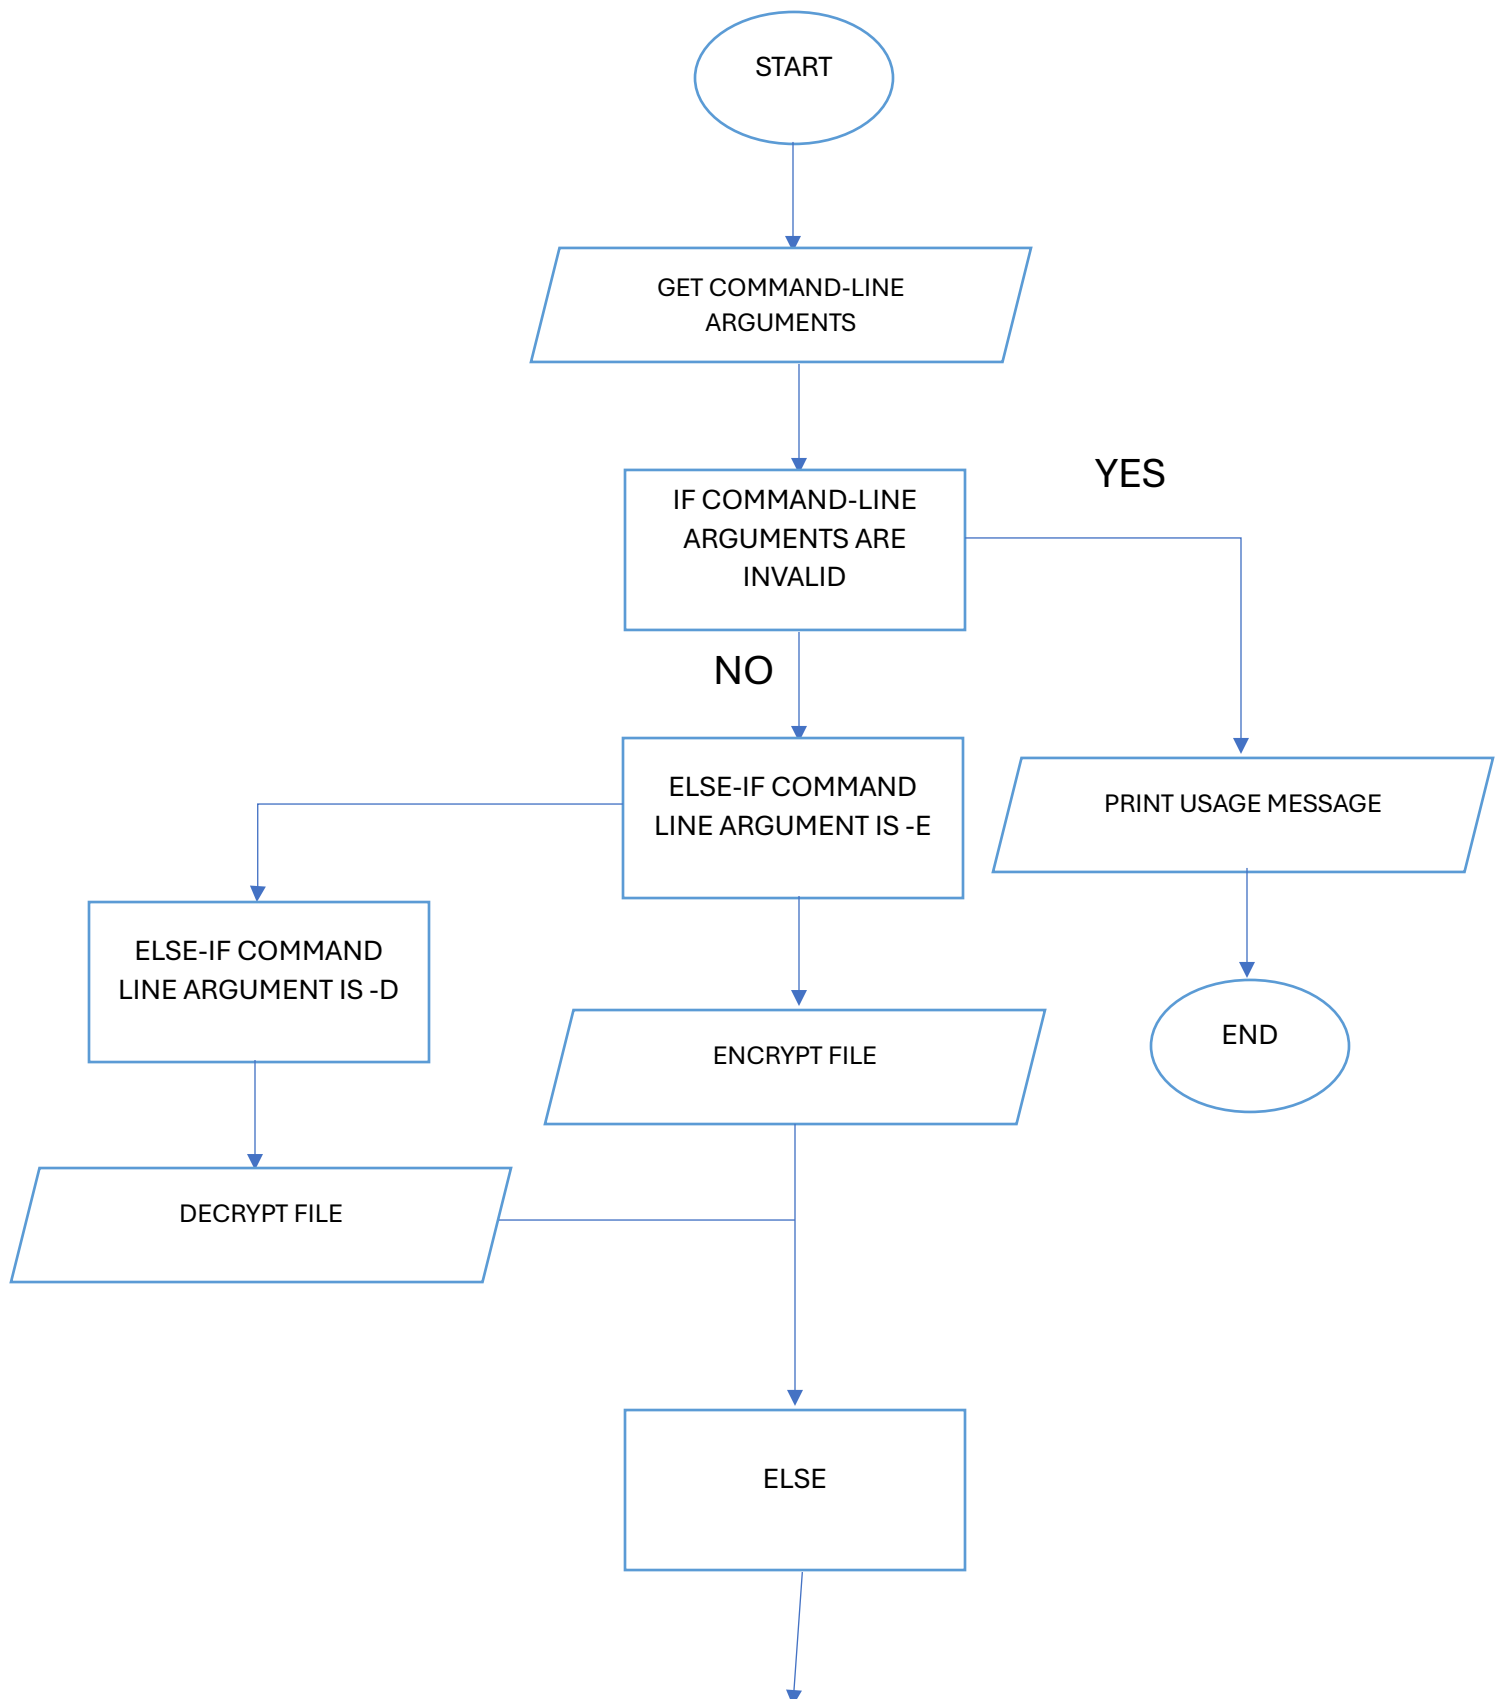 START
GET COMMAND-LINE
ARGUMENTS
YES
IF COMMAND-LINE
ARGUMENTS ARE
INVALID
NO
ELSE-IF COMMAND
LINE ARGUMENT IS -E
PRINT USAGE MESSAGE
ELSE-IF COMMAND
LINE ARGUMENT IS -D
END
ENCRYPT FILE
DECRYPT FILE
ELSE